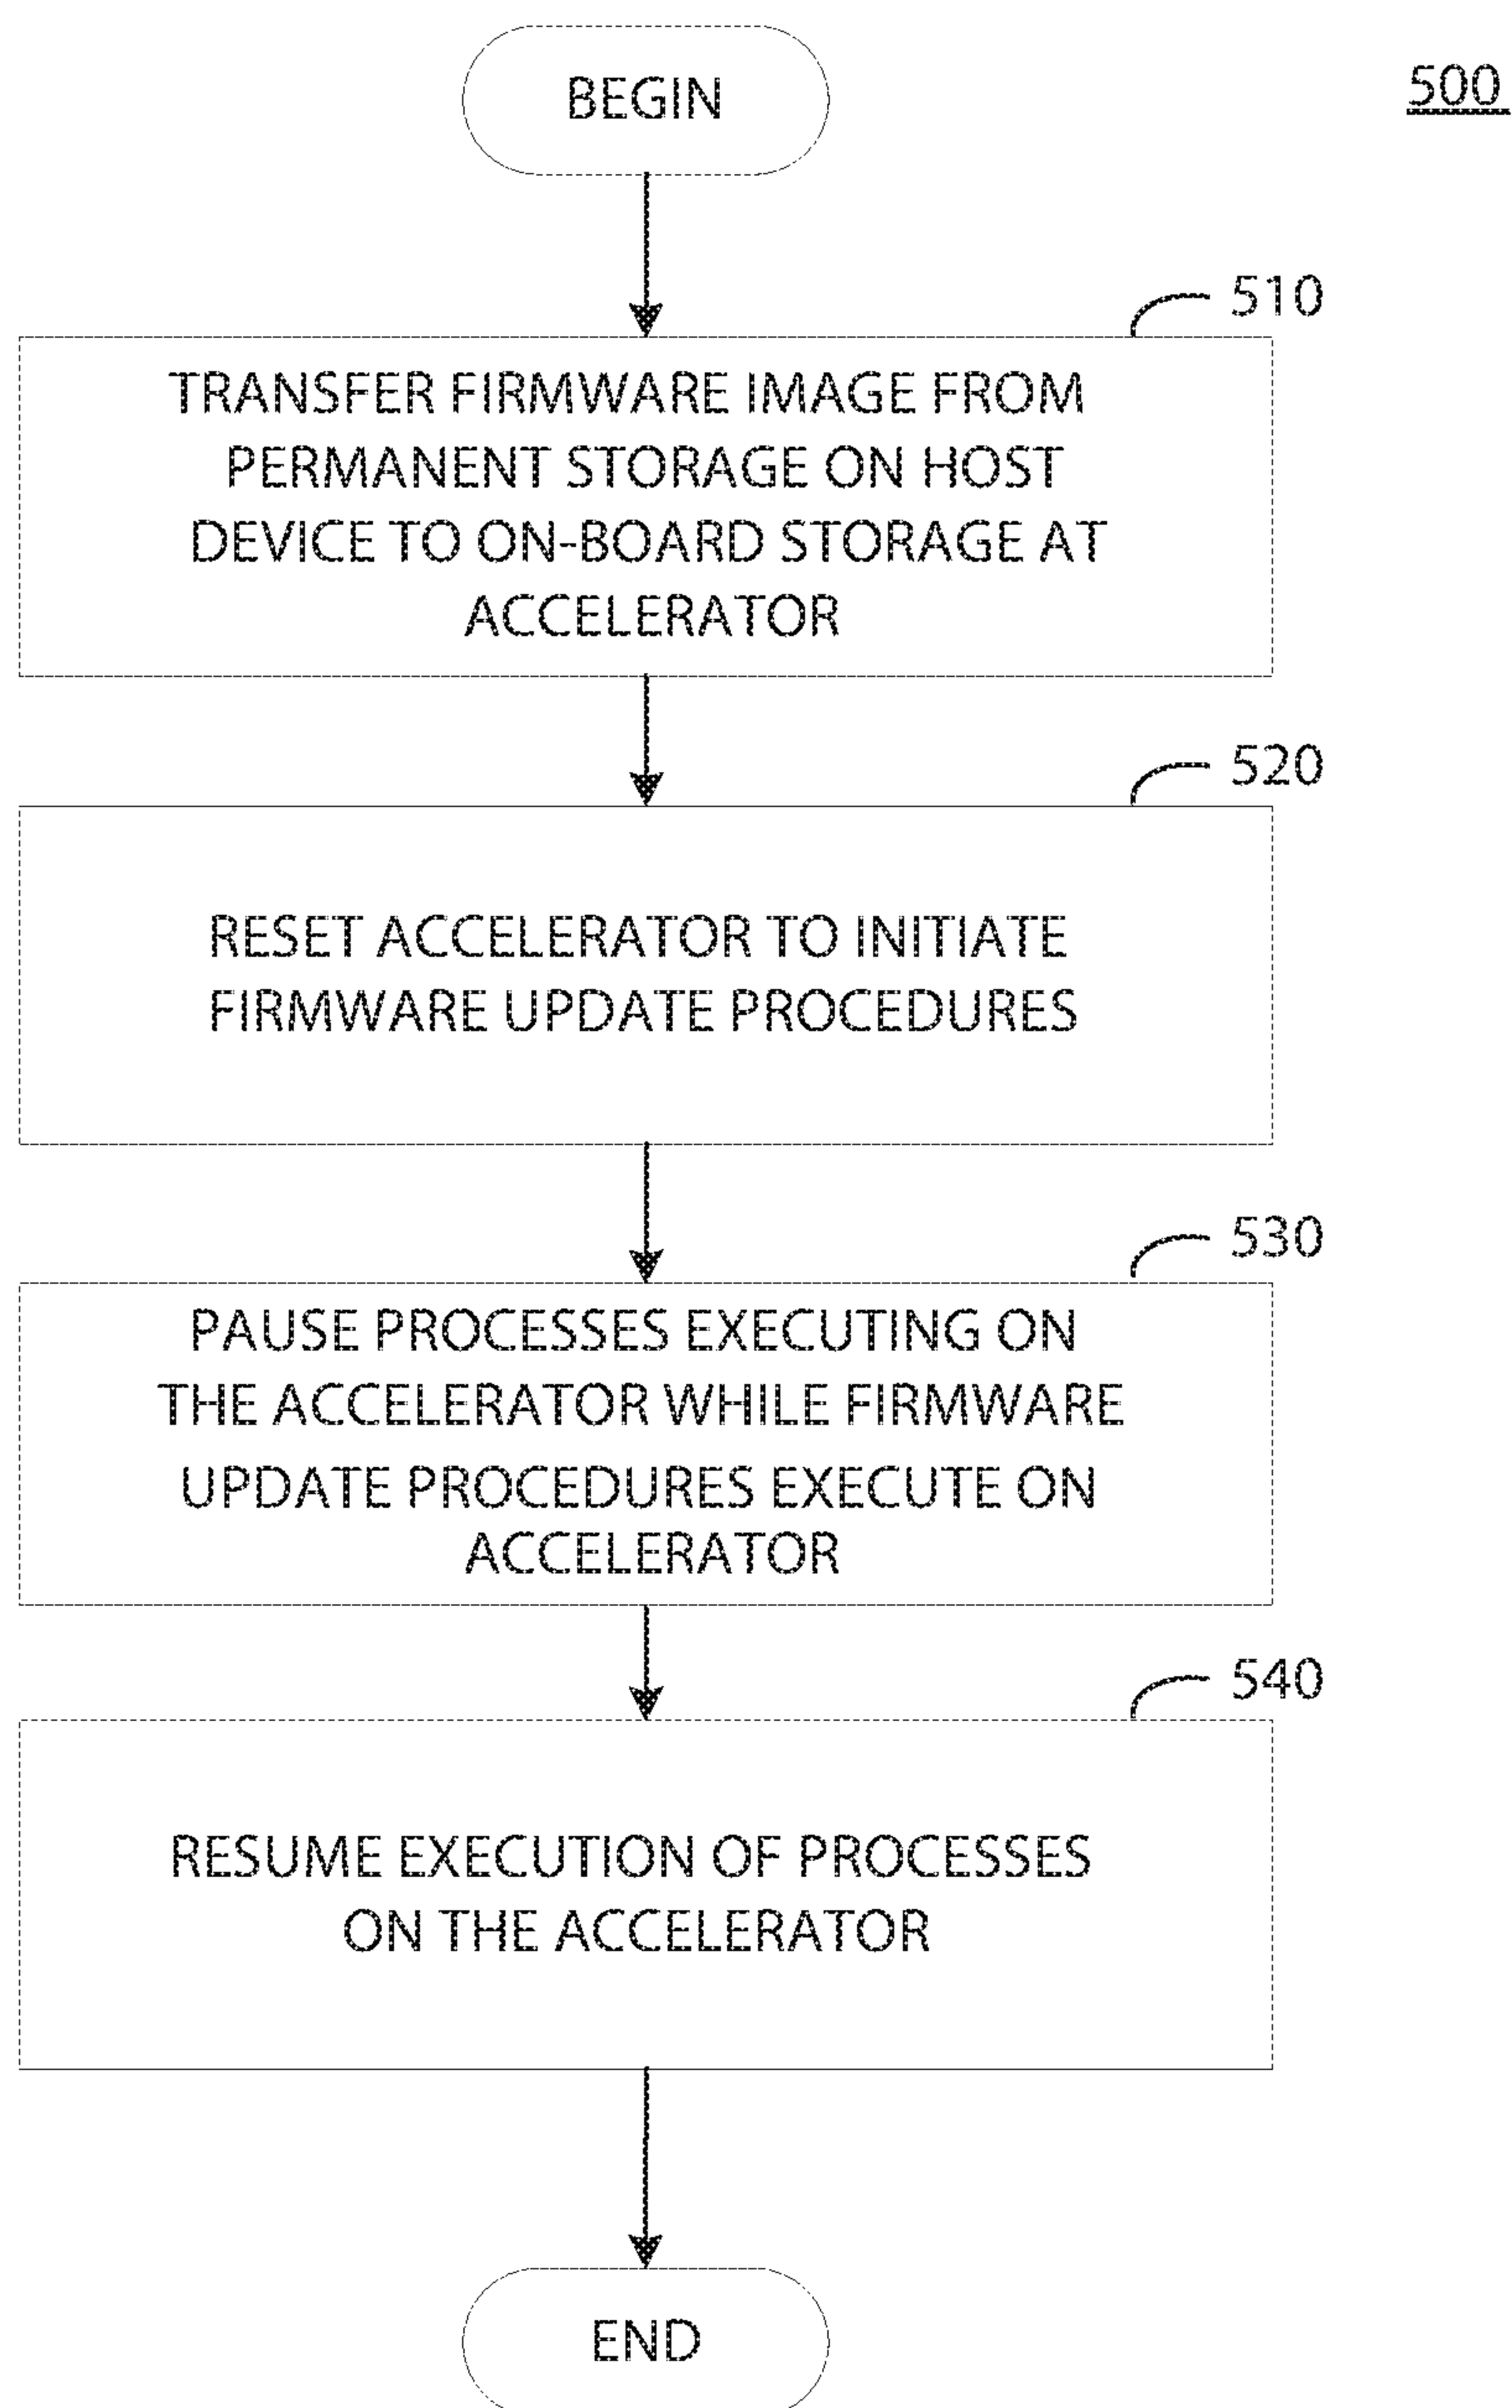 BEGIN
500
510
TRANSFER FIRMWARE IMAGE FROM
PERMANENT STORAGE ON HOST
DEVICE TO ON-BOARD STORAGE AT
ACCELERATOR
520
RESET ACCELERATOR TO INITIATE
FIRMWARE UPDATE PROCEDURES
530
PAUSE PROCESSES EXECUTING ON
THE ACCELERATOR WHILE FIRMWARE
UPDATE PROCEDURES EXECUTE ON
ACCELERATOR
540
RESUME EXECUTION OF PROCESSES
ON THE ACCELERATOR
END